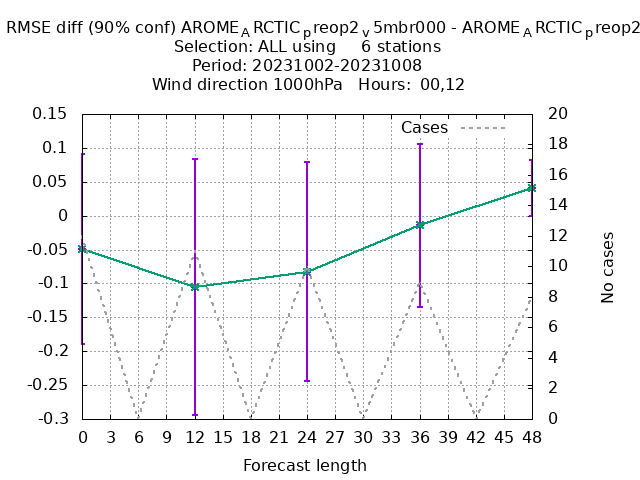 RMSE diff (90% conf) AROME_ARCTIC_preop2_v5mbr000 - AROME_ARCTIC_preop2
Selection: ALL using 6 stations
Period: 20231002-20231008
Wind direction 1000hPa Hours: 00,12
Cases
0.15
0.1
0.05
0
-0.05
-0.1
-0.15
-0.2
-0.25
-0.3
20
18
16
14
12
10
8
6
4
2
0
No cases
0 3 6 9 12 15 18 21 24 27 30 33 36 39 42 45 48
Forecast length